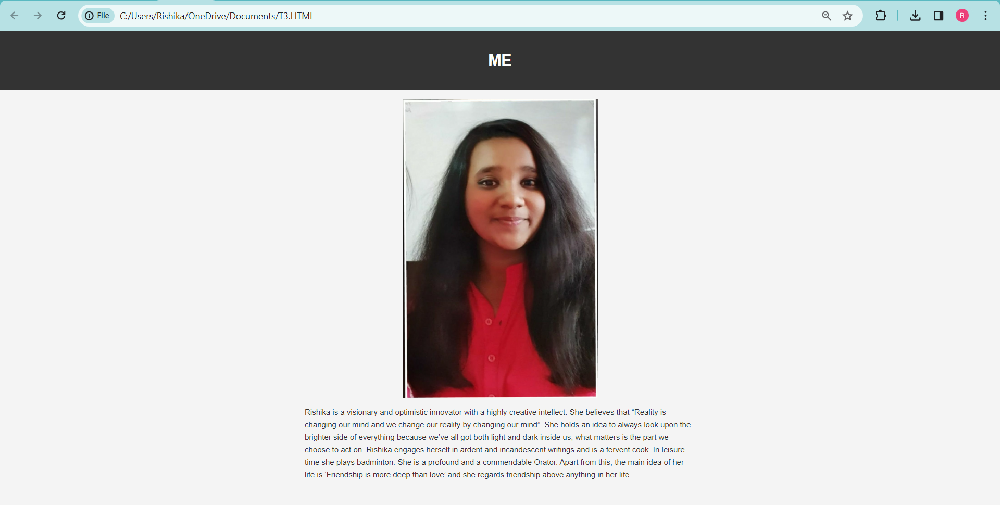 File C:/Users/Rishika/OneDrive/Documents/T3.HTML
R
ME
Rishika is a visionary and optimistic innovator with a highly creative intellect. She believes that “Reality is
changing our mind and we change our reality by changing our mind”. She holds an idea to always look upon the
brighter side of everything because we’ve all got both light and dark inside us, what matters is the part we
choose to act on. Rishika engages herself in ardent and incandescent writings and is a fervent cook. In leisure
time she plays badminton. She is a profound and a commendable Orator. Apart from this, the main idea of her
life is ‘Friendship is more deep than love’ and she regards friendship above anything in her life..